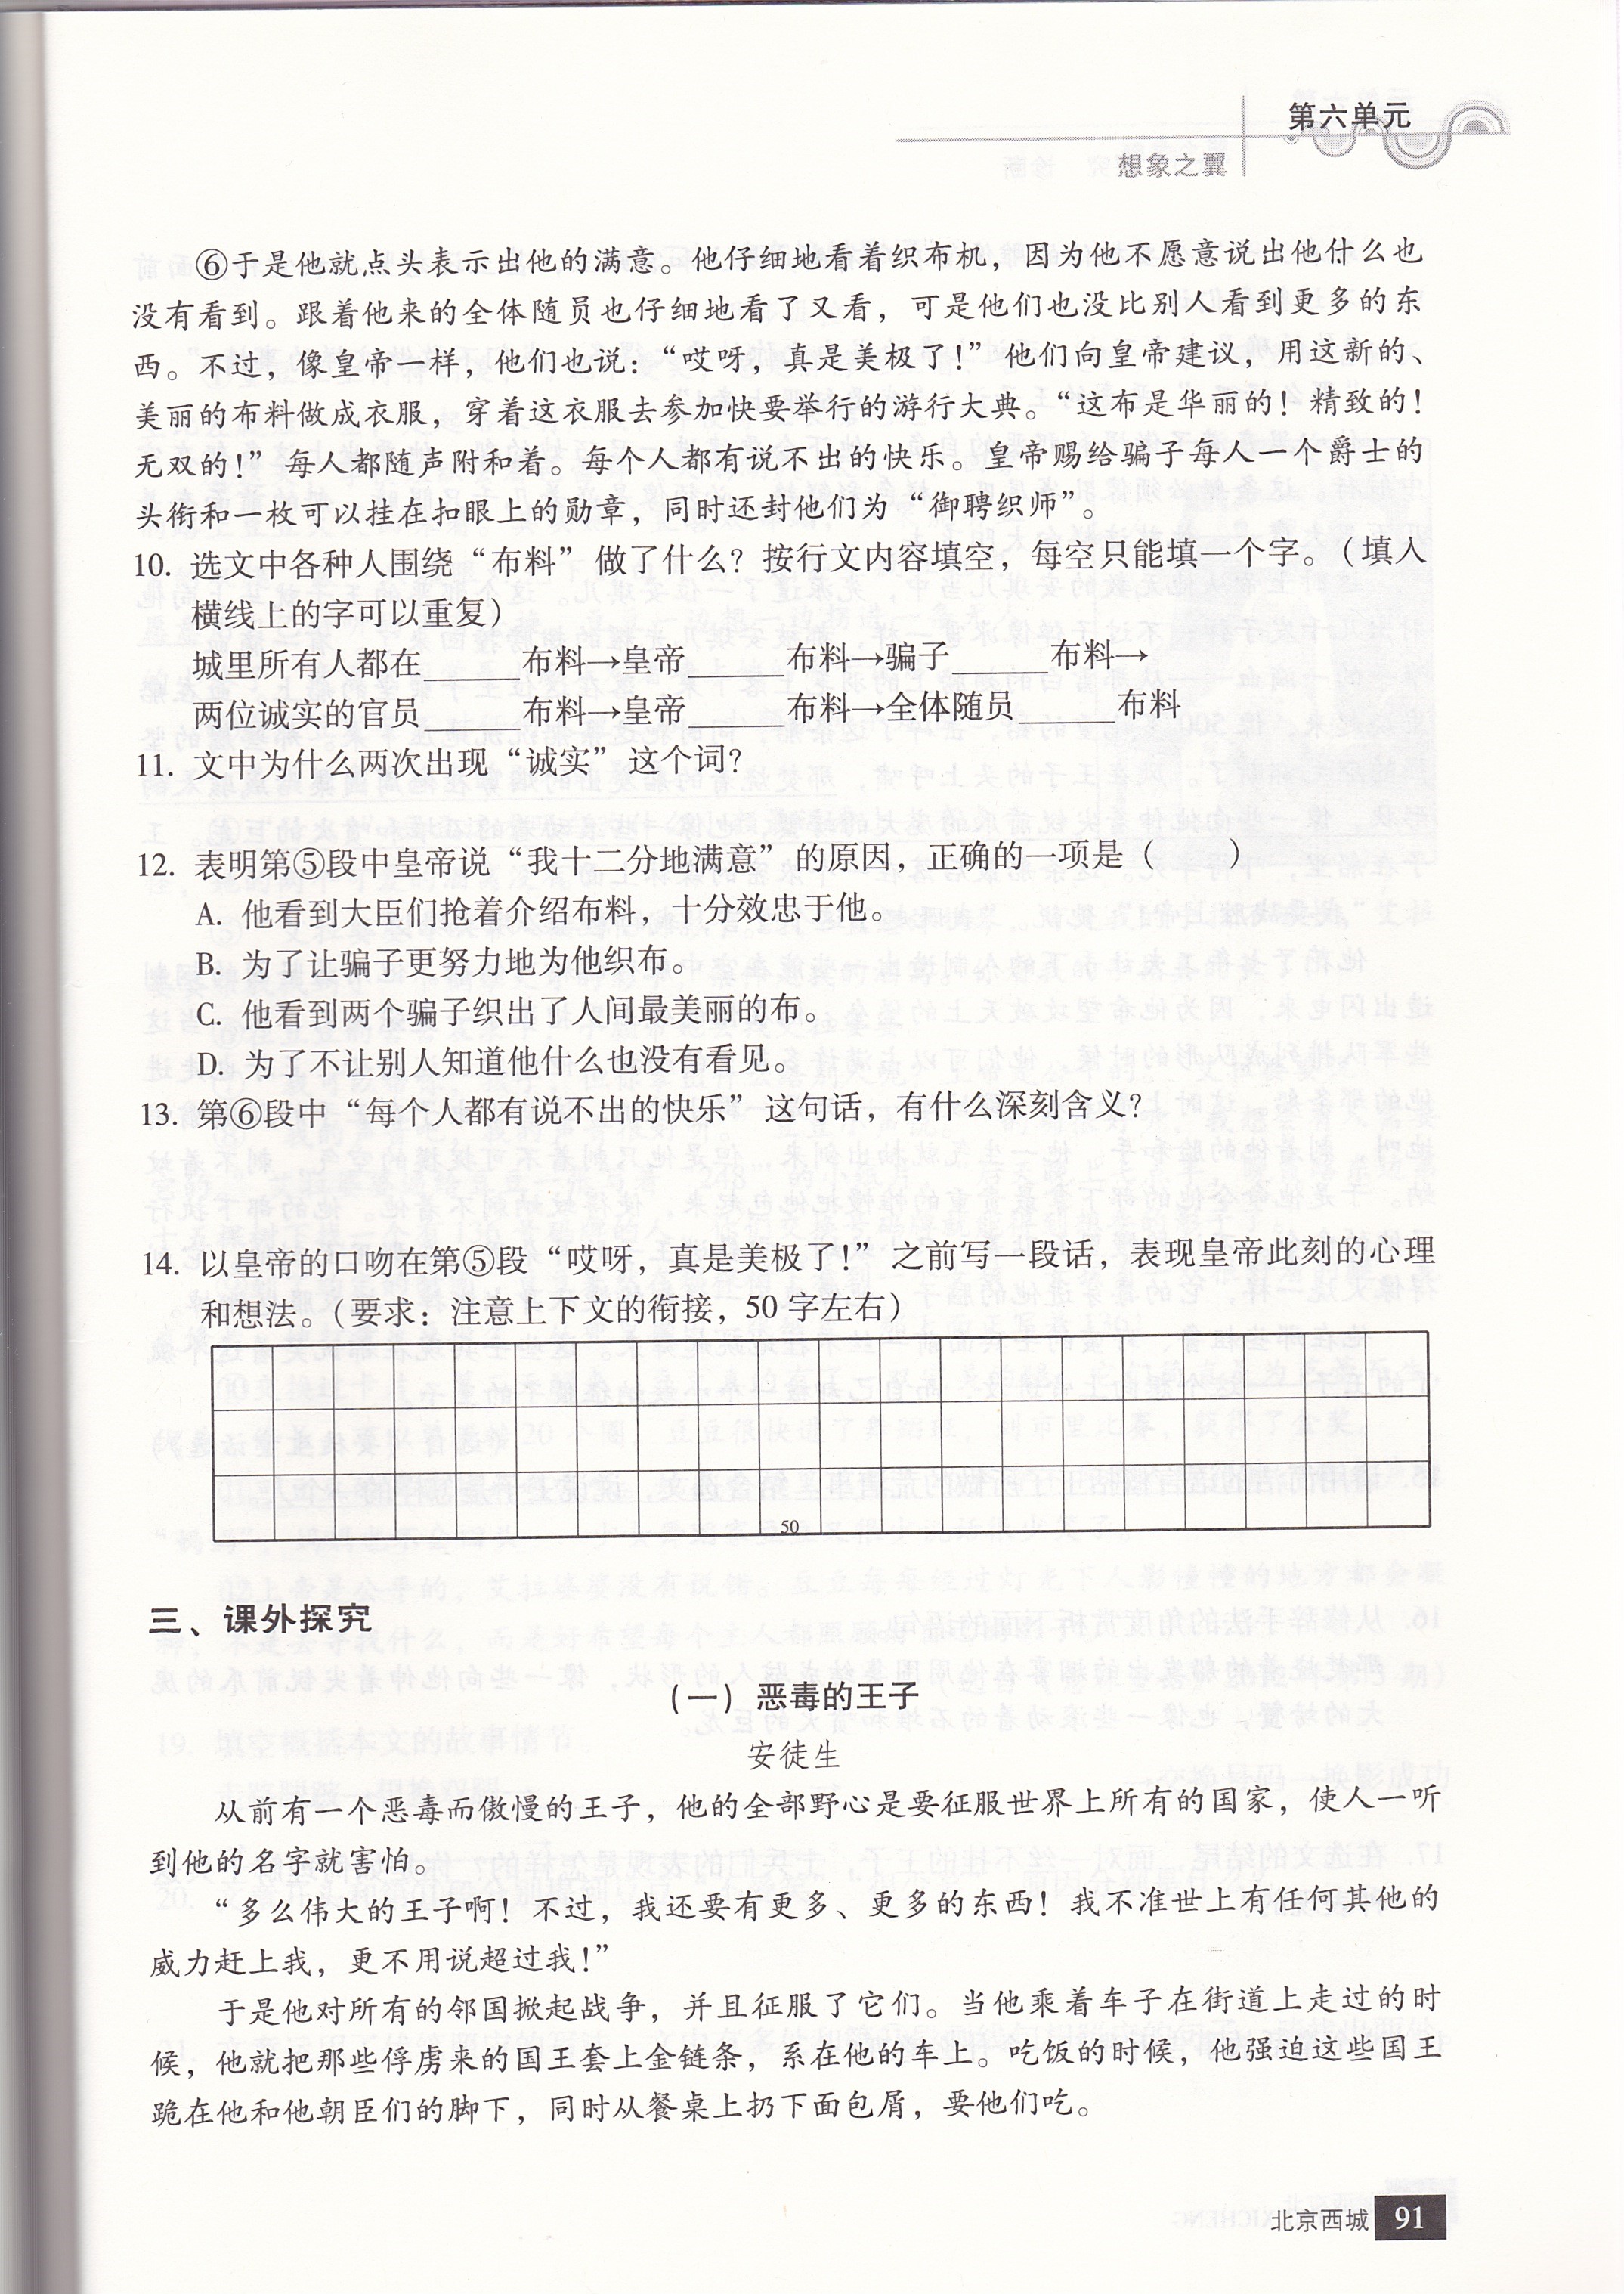 第六单元
想象之翼
⑥于是他就点头表示出他的满意。他仔细地看着织布机，因为他不愿意说出他什么也
没有看到。跟着他来的全体随员也仔细地看了又看，可是他们也没比别人看到更多的东
西。不过，像皇帝一样，他们也说：“哎呀，真是美极了！”他们向皇帝建议，用这新的、
美丽的布料做成衣服，穿着这衣服去参加快要举行的游行大典。“这布是华丽的！精致的！
无双的！”每人都随声附和着。每个人都有说不出的快乐。皇帝赐给骗子每人一个爵士的
头衔和一枚可以挂在扣眼上的勋章，同时还封他们为“御聘织师”。
10. 选文中各种人围绕“布料”做了什么？按行文内容填空，每空只能填一个字。（填入
横线上的字可以重复）
城里所有人都在______布料→皇帝______布料→骗子______布料→
两位诚实的官员______布料→皇帝______布料→全体随员______布料
11. 文中为什么两次出现“诚实”这个词？
12. 表明第⑤段中皇帝说“我十二分地满意”的原因，正确的一项是（　　）
A. 他看到大臣们抢着介绍布料，十分效忠于他。
B. 为了让骗子更努力地为他织布。
C. 他看到两个骗子织出了人间最美丽的布。
D. 为了不让别人知道他什么也没有看见。
13. 第⑥段中“每个人都有说不出的快乐”这句话，有什么深刻含义？
14. 以皇帝的口吻在第⑤段“哎呀，真是美极了！”之前写一段话，表现皇帝此刻的心理
和想法。（要求：注意上下文的衔接，50 字左右）
50
三、课外探究
（一）恶毒的王子
安徒生
从前有一个恶毒而傲慢的王子，他的全部野心是要征服世界上所有的国家，使人一听
到他的名字就害怕。
“多么伟大的王子啊！不过，我还要有更多、更多的东西！我不准世上有任何其他的
威力赶上我，更不用说超过我！”
于是他对所有的邻国掀起战争，并且征服了它们。当他乘着车子在街道上走过的时
候，他就把那些俘虏来的国王套上金链条，系在他的车上。吃饭的时候，他强迫这些国王
跪在他和他朝臣们的脚下，同时从餐桌上扔下面包屑，要他们吃。
北京西城 91